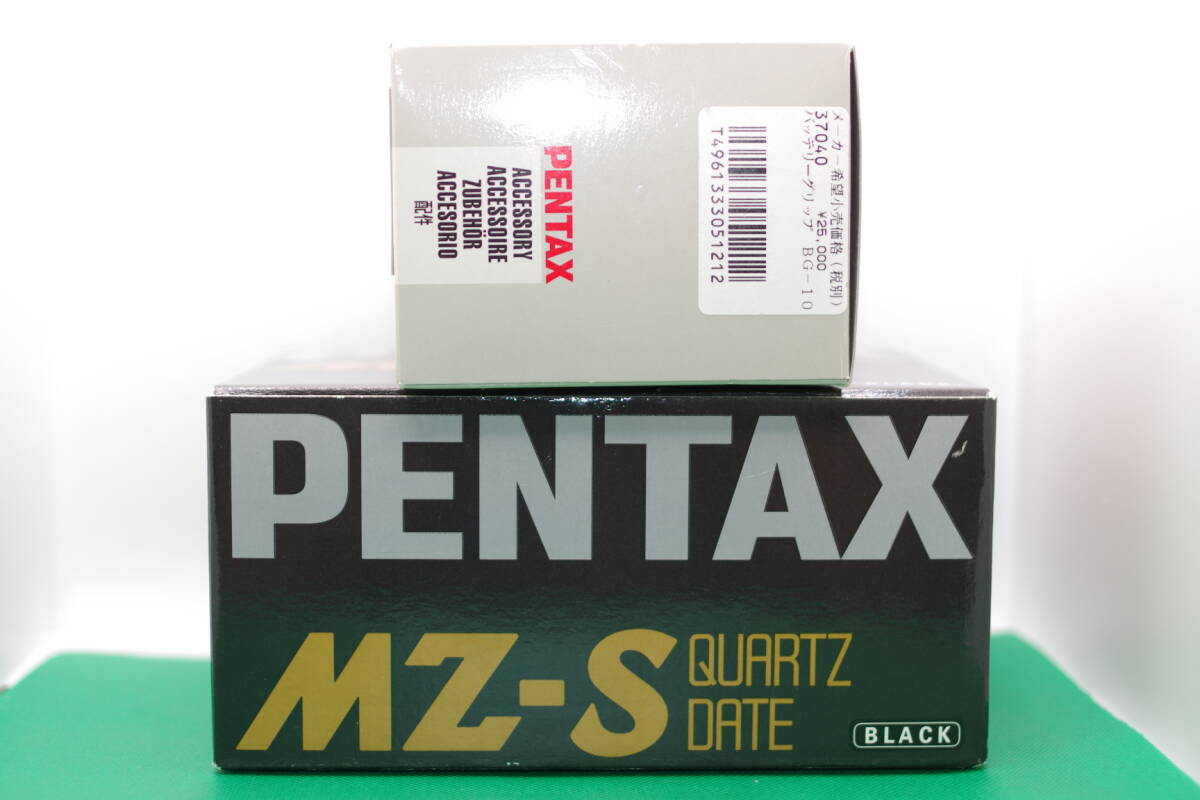 PENTAX
ACCESSORY
ACCESSOIRE
ZUBEHÖR
ACCESORIO
配件
メーカー希望小売価格(税別)
¥25,000
37040
バッテリーグリップ BG-10
T4961333051212
PENTAX
MZ-S
QUARTZ
DATE
BLACK